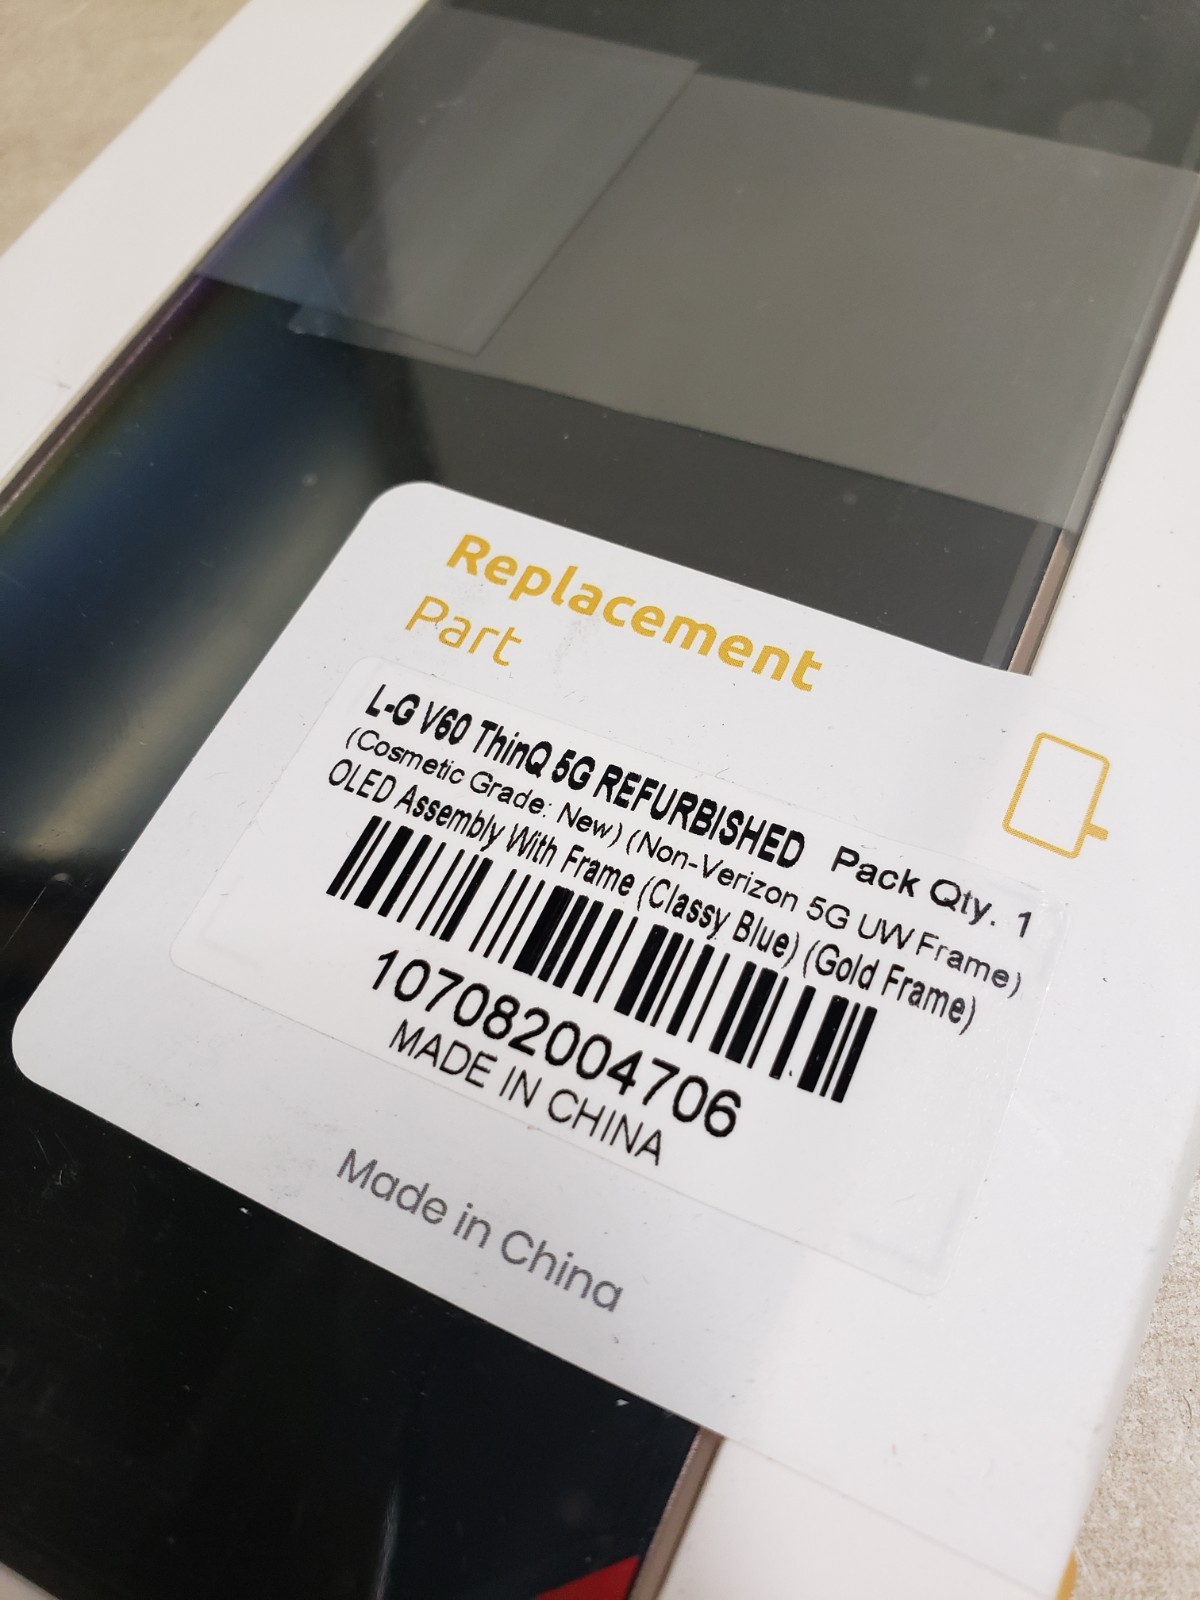 Replacement
Part
L-G V60 ThinQ 5G REFURBISHED Pack Qty. 1
(Cosmetic Grade: New) (Non-Verizon 5G UW Frame)
OLED Assembly With Frame (Classy Blue) (Gold Frame)
107082004706
MADE IN CHINA
Made in China